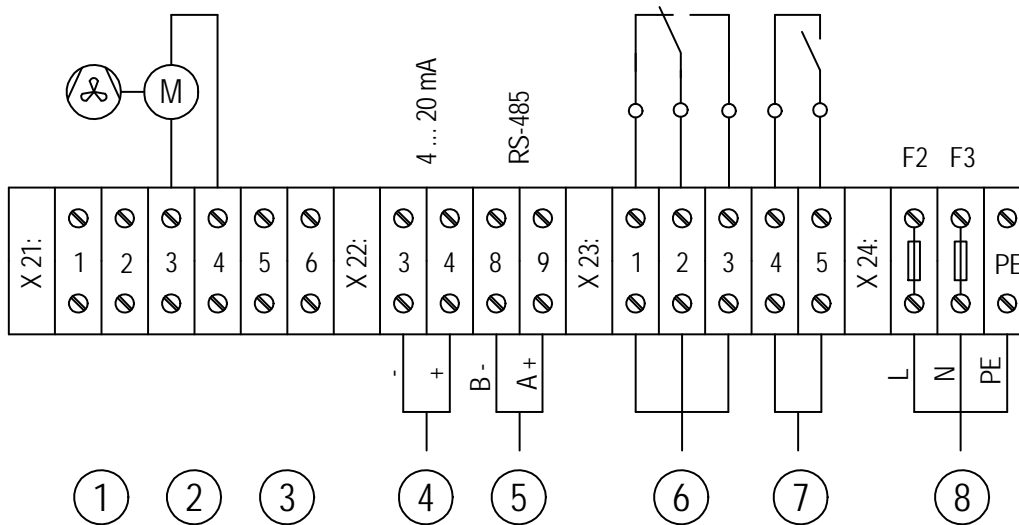 M
4 ... 20 mA
RS-485
F2 F3
X 21: 1 2 3 4 5 6 X 22: 3 4 8 9 X 23: 1 2 3 4 5 X 24: PE
- + B - A + L N PE
1 2 3 4 5 6 7 8